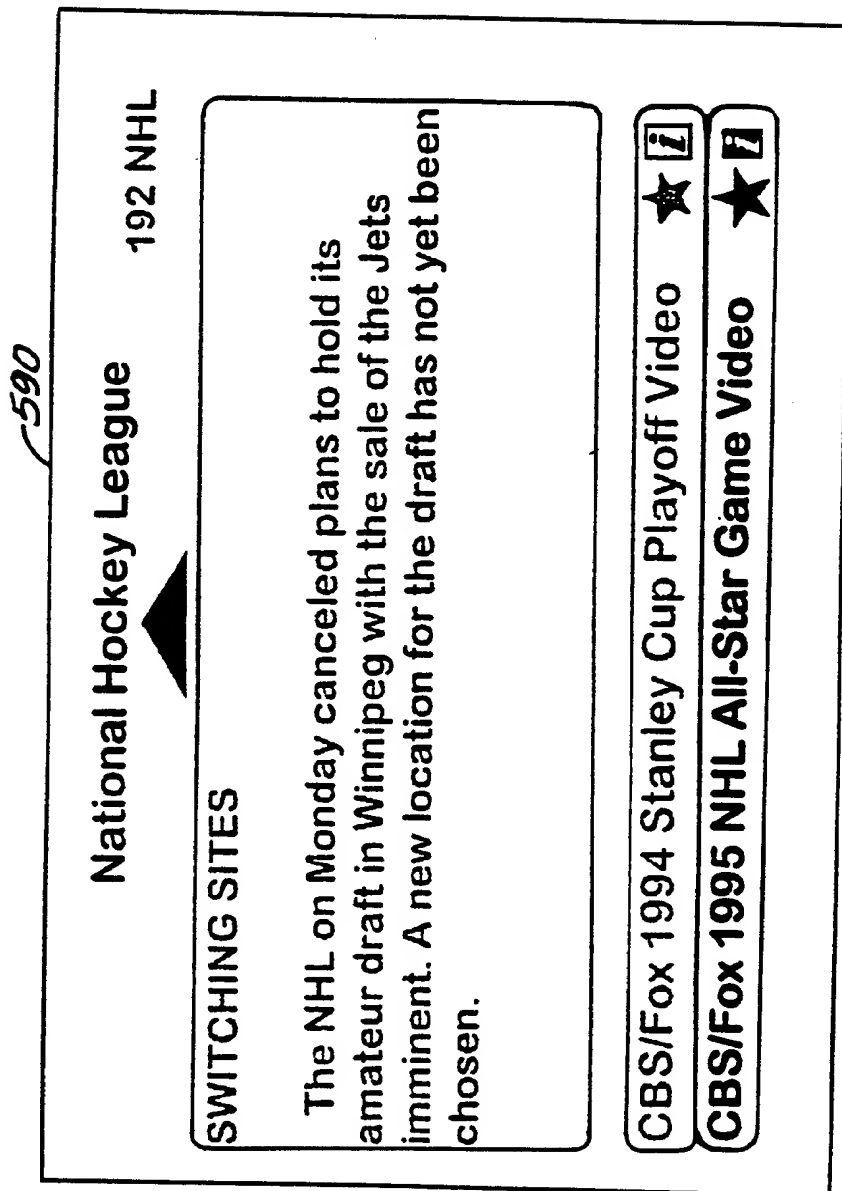 590
National Hockey League
192 NHL
SWITCHING SITES
The NHL on Monday canceled plans to hold its
amateur draft in Winnipeg with the sale of the Jets
imminent. A new location for the draft has not yet been
chosen.
CBS/Fox 1994 Stanley Cup Playoff Video i
CBS/Fox 1995 NHL All-Star Game Video i